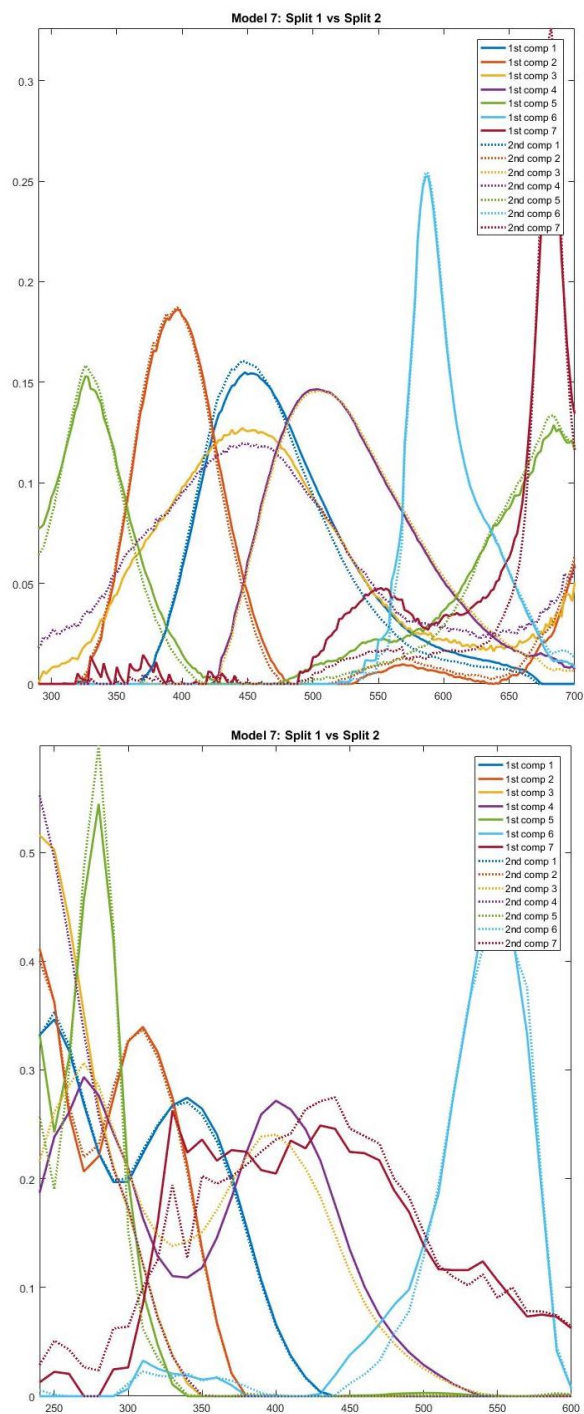 Model 7: Split 1 vs Split 2
0.3
0.25
0.2
0.15
0.1
0.05
0
300
350
400
450
500
550
600
650
700
1st comp 1
1st comp 2
1st comp 3
1st comp 4
1st comp 5
1st comp 6
1st comp 7
2nd comp 1
2nd comp 2
2nd comp 3
2nd comp 4
2nd comp 5
2nd comp 6
2nd comp 7
Model 7: Split 1 vs Split 2
0.5
0.4
0.3
0.2
0.1
0
250
300
350
400
450
500
550
600
1st comp 1
1st comp 2
1st comp 3
1st comp 4
1st comp 5
1st comp 6
1st comp 7
2nd comp 1
2nd comp 2
2nd comp 3
2nd comp 4
2nd comp 5
2nd comp 6
2nd comp 7